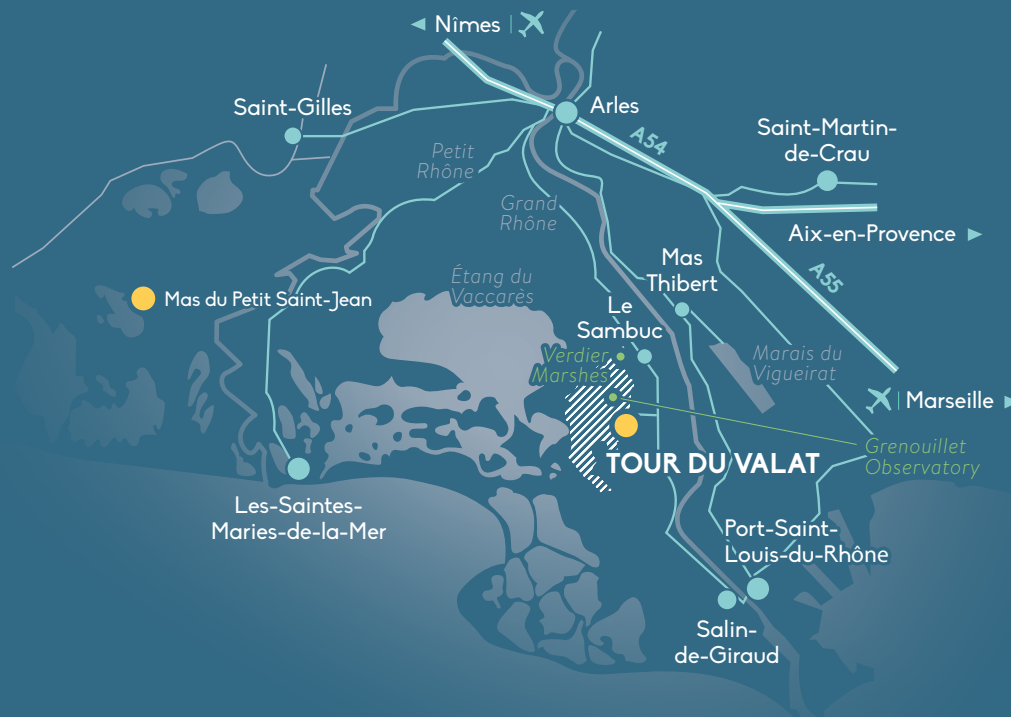 Nîmes
Arles
Saint-Gilles
A54
Saint-Martin-
de-Crau
Petit
Rhône
Grand
Rhône
Aix-en-Provence
Mas
Thibert
A55
Étang du
Vaccarès
Mas du Petit Saint-Jean
Le
Sambuc
Verdier
Marshes
Marais du
Vigueirat
Marseille
Grenouillet
Observatory
TOUR DU VALAT
Les-Saintes-
Maries-de-la-Mer
Port-Saint-
Louis-du-Rhône
Salin-
de-Giraud